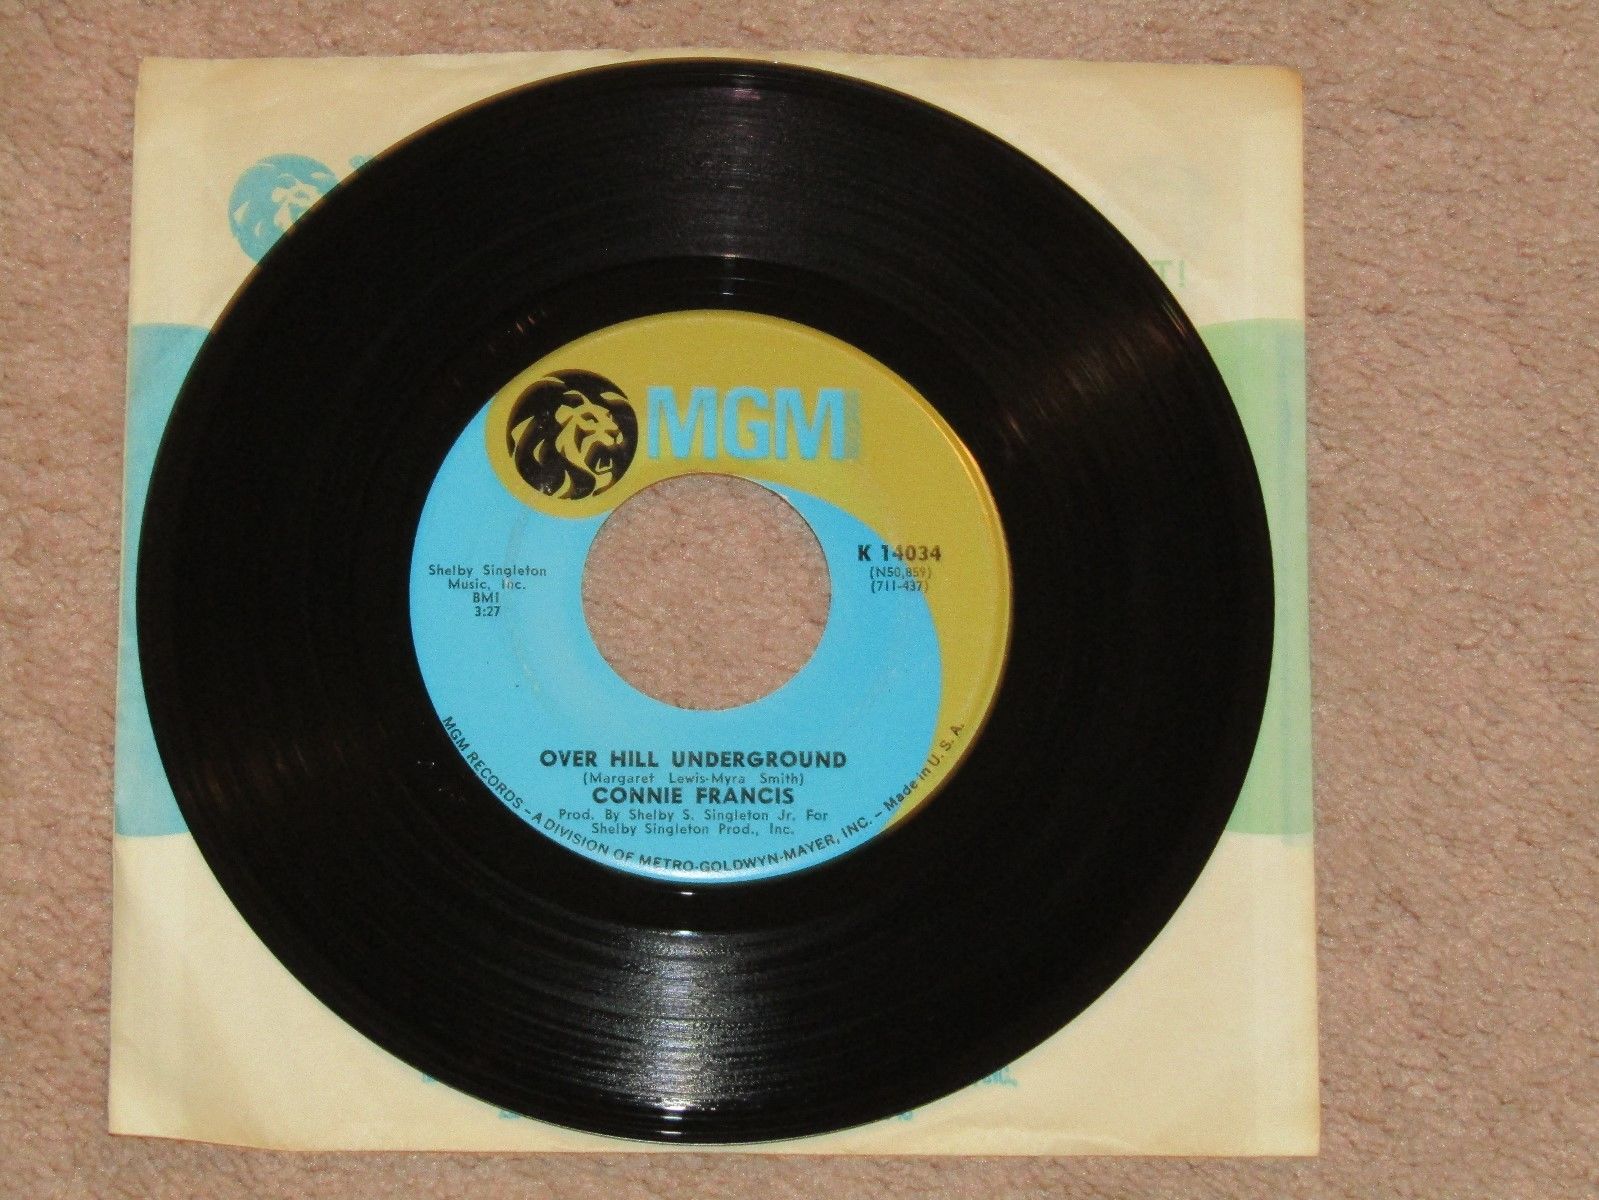 MGM
K 14034
(N50,859)
(711-437)
Shelby Singleton
Music, Inc.
BMI
3:27
OVER HILL UNDERGROUND
(Margaret Lewis-Myra Smith)
CONNIE FRANCIS
Prod. By Shelby S. Singleton Jr. For
Shelby Singleton Prod., Inc.
MGM RECORDS – A DIVISION OF METRO-GOLDWYN-MAYER, INC. – Made in U. S. A.